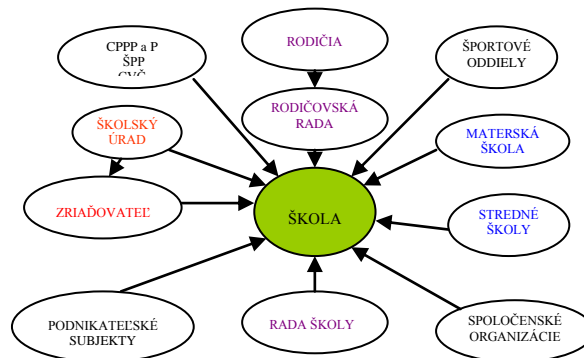 CPPP a P
ŠPP
RODIČIA
ŠPORTOVÉ
ODDIELY
ŠKOLSKÝ
ÚRAD
RODIČOVSKÁ
RADA
MATERSKÁ
ŠKOLA
ZRIAĎOVATEĽ
ŠKOLA
STREDNÉ
ŠKOLY
PODNIKATEĽSKÉ
SUBJEKTY
RADA ŠKOLY
SPOLOČENSKÉ
ORGANIZÁCIE